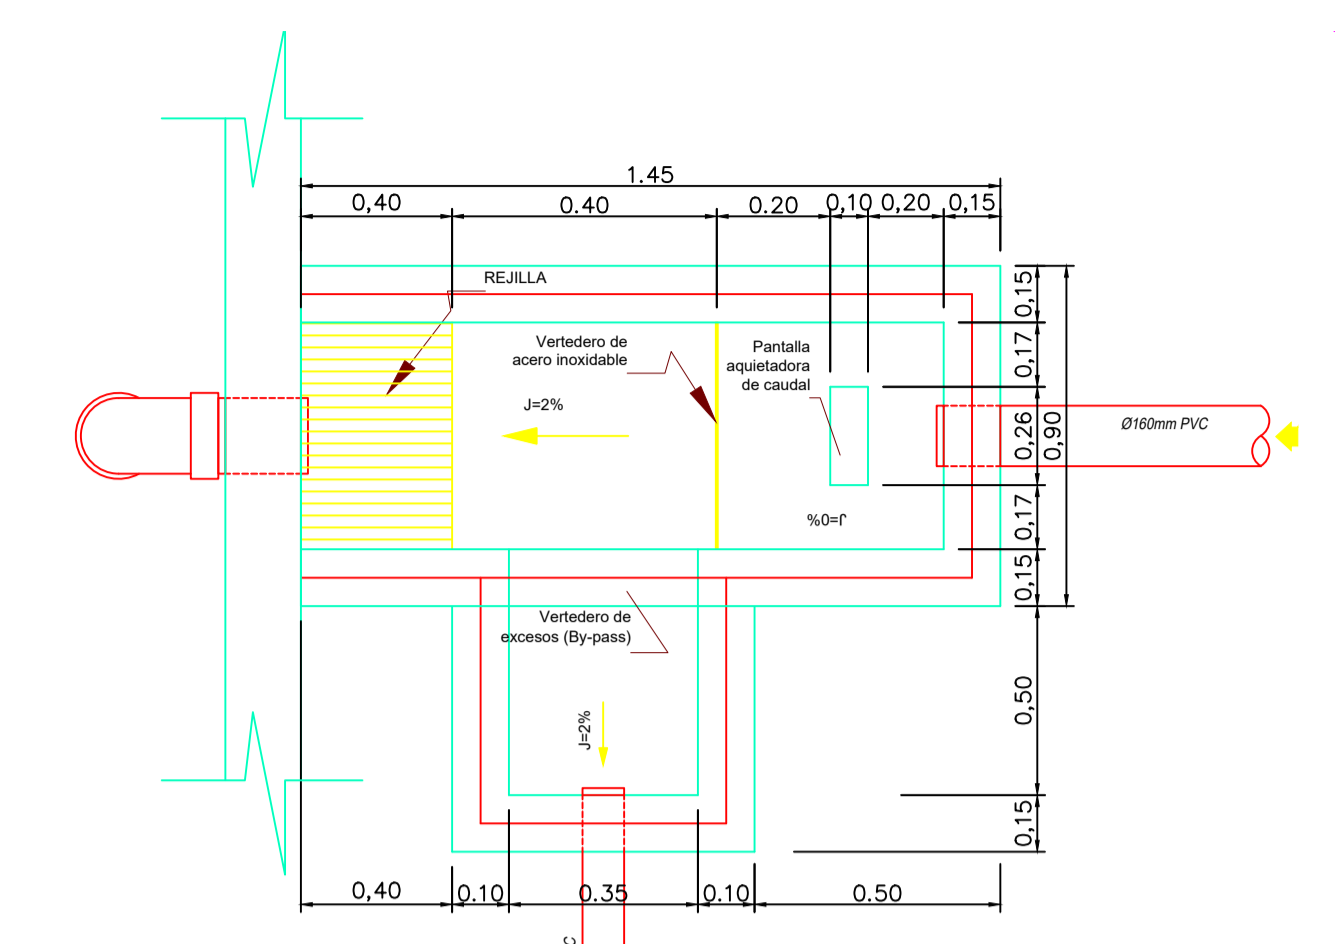 1.45
0,40
0.40
0.20
0,10
0,20
0,15
REJILLA
Vertedero de
acero inoxidable
Pantalla
aquietadora
de caudal
J=2%
J=0%
Ø160mm PVC
0,15
0,17
0,26
0,90
0,17
0,15
Vertedero de
excesos (By-pass)
J=2%
0,50
0,15
0,40
0.10
0.35
0.10
0.50
C